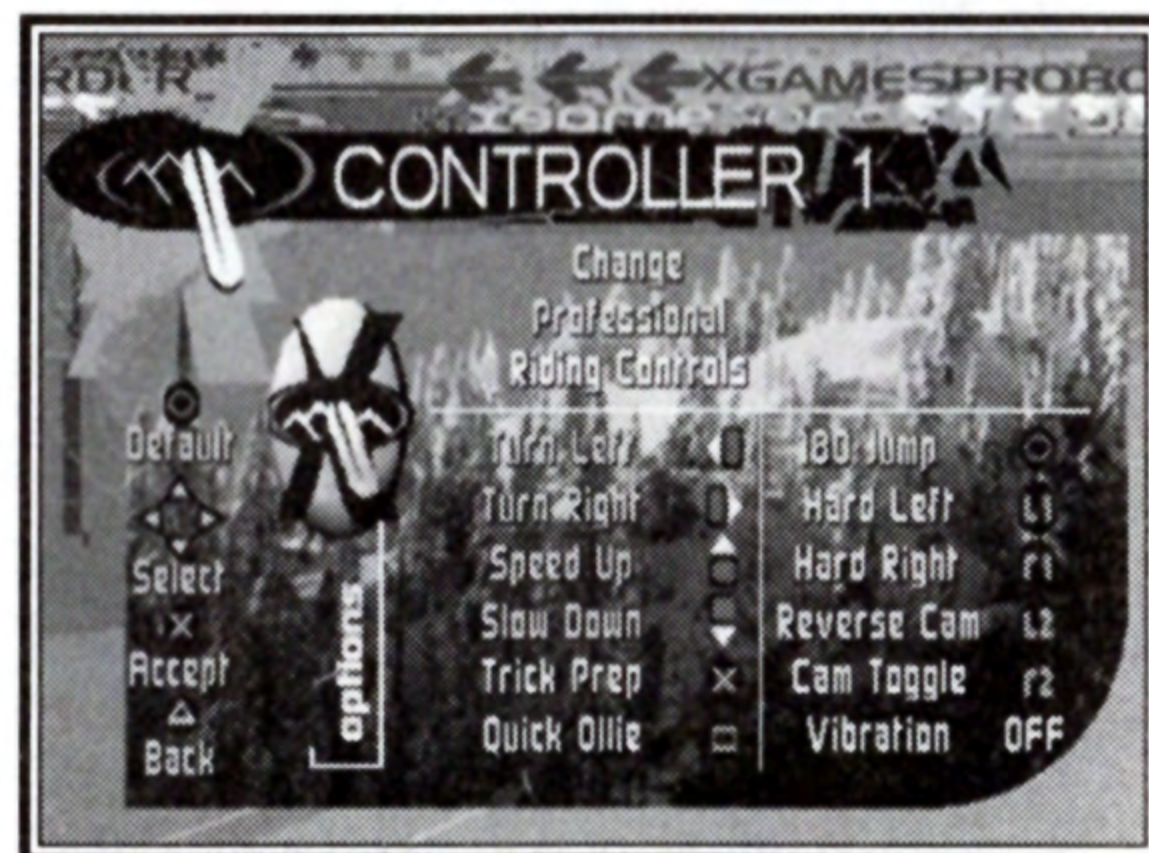 XGAMESPROBO
CONTROLLER 1
Change
Professional
Riding Controls
Default
Select
X
Accept
Back
options
Turn Left
Turn Right
Speed Up
Slow Down
Trick Prep X
Quick Ollie
180 Jump
Hard Left L1
Hard Right r1
Reverse Cam L2
Cam Toggle r2
Vibration OFF